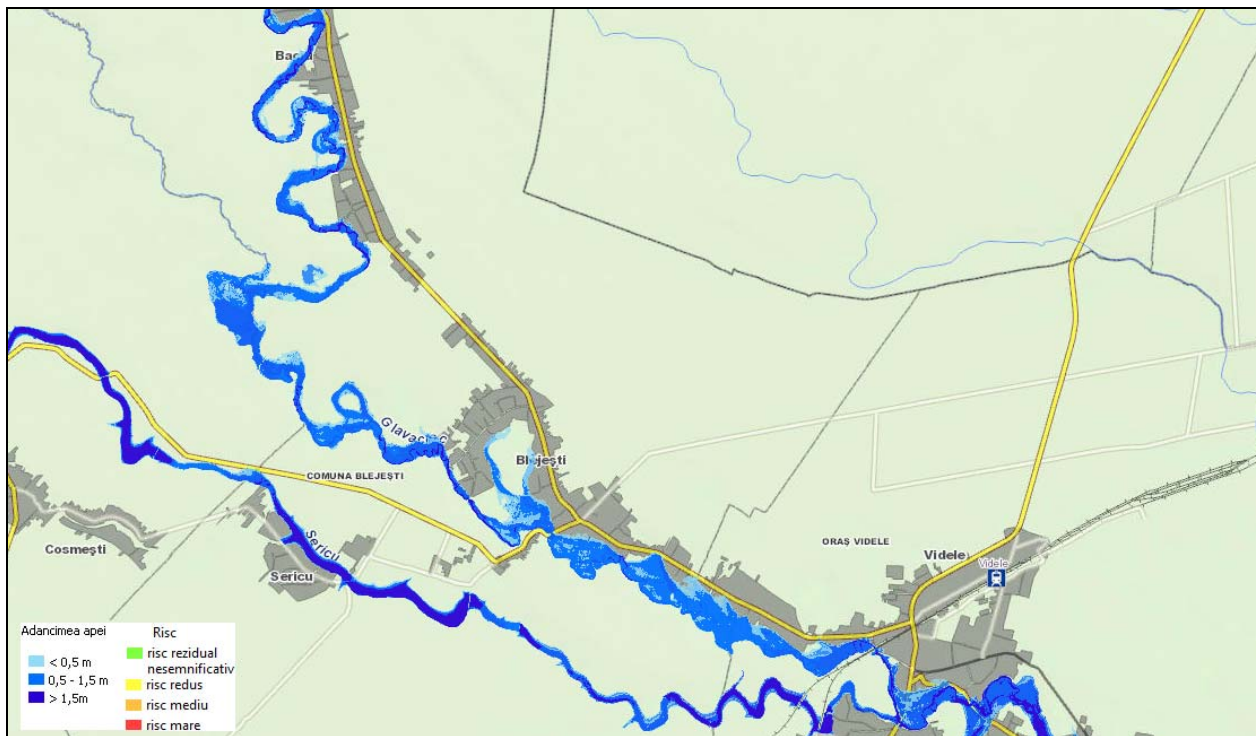 Baciu
Glavacioc
Blejești
COMUNA BLEJEȘTI
Cosmești
Sericu
Sericu
ORAȘ VIDELE
Videle
Videle
Adancimea apei
< 0,5 m
0,5 - 1,5 m
> 1,5m
Risc
risc rezidual
nesemnificativ
risc redus
risc mediu
risc mare